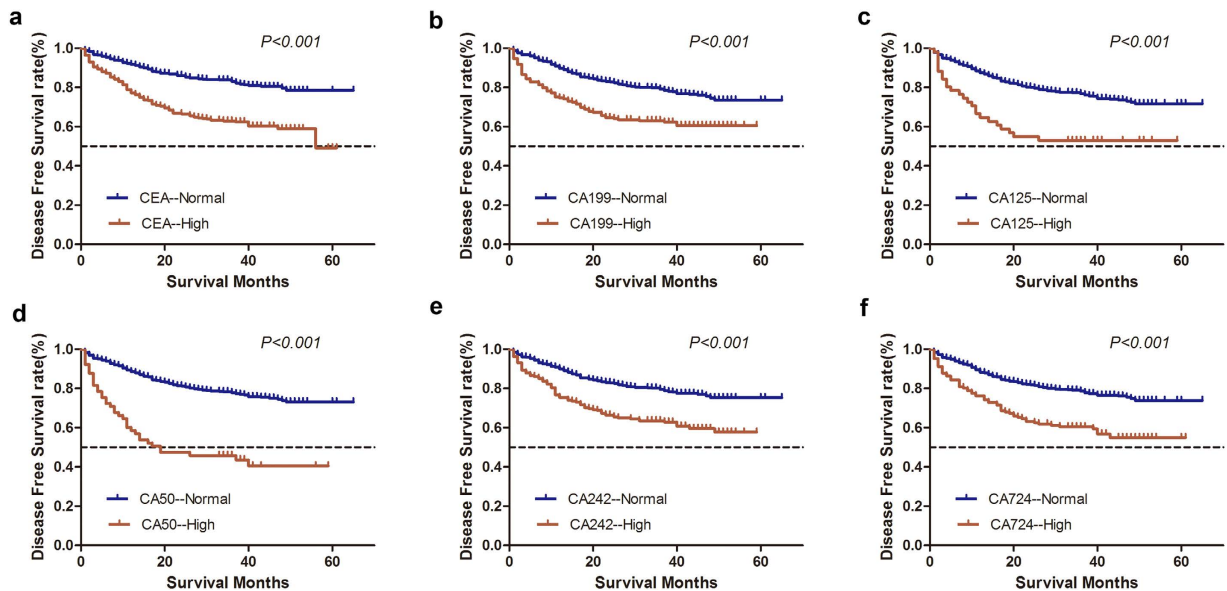 a
P<0.001
Disease Free Survival rate(%)
1.0
0.8
0.6
0.4
0.2
0.0
CEA--Normal
CEA--High
0
20
40
60
Survival Months
b
P<0.001
Disease Free Survival rate(%)
1.0
0.8
0.6
0.4
0.2
0.0
CA199--Normal
CA199--High
0
20
40
60
Survival Months
c
P<0.001
Disease Free Survival rate(%)
1.0
0.8
0.6
0.4
0.2
0.0
CA125--Normal
CA125--High
0
20
40
60
Survival Months
d
P<0.001
Disease Free Survival rate(%)
1.0
0.8
0.6
0.4
0.2
0.0
CA50--Normal
CA50--High
0
20
40
60
Survival Months
e
P<0.001
Disease Free Survival rate(%)
1.0
0.8
0.6
0.4
0.2
0.0
CA242--Normal
CA242--High
0
20
40
60
Survival Months
f
P<0.001
Disease Free Survival rate(%)
1.0
0.8
0.6
0.4
0.2
0.0
CA724--Normal
CA724--High
0
20
40
60
Survival Months